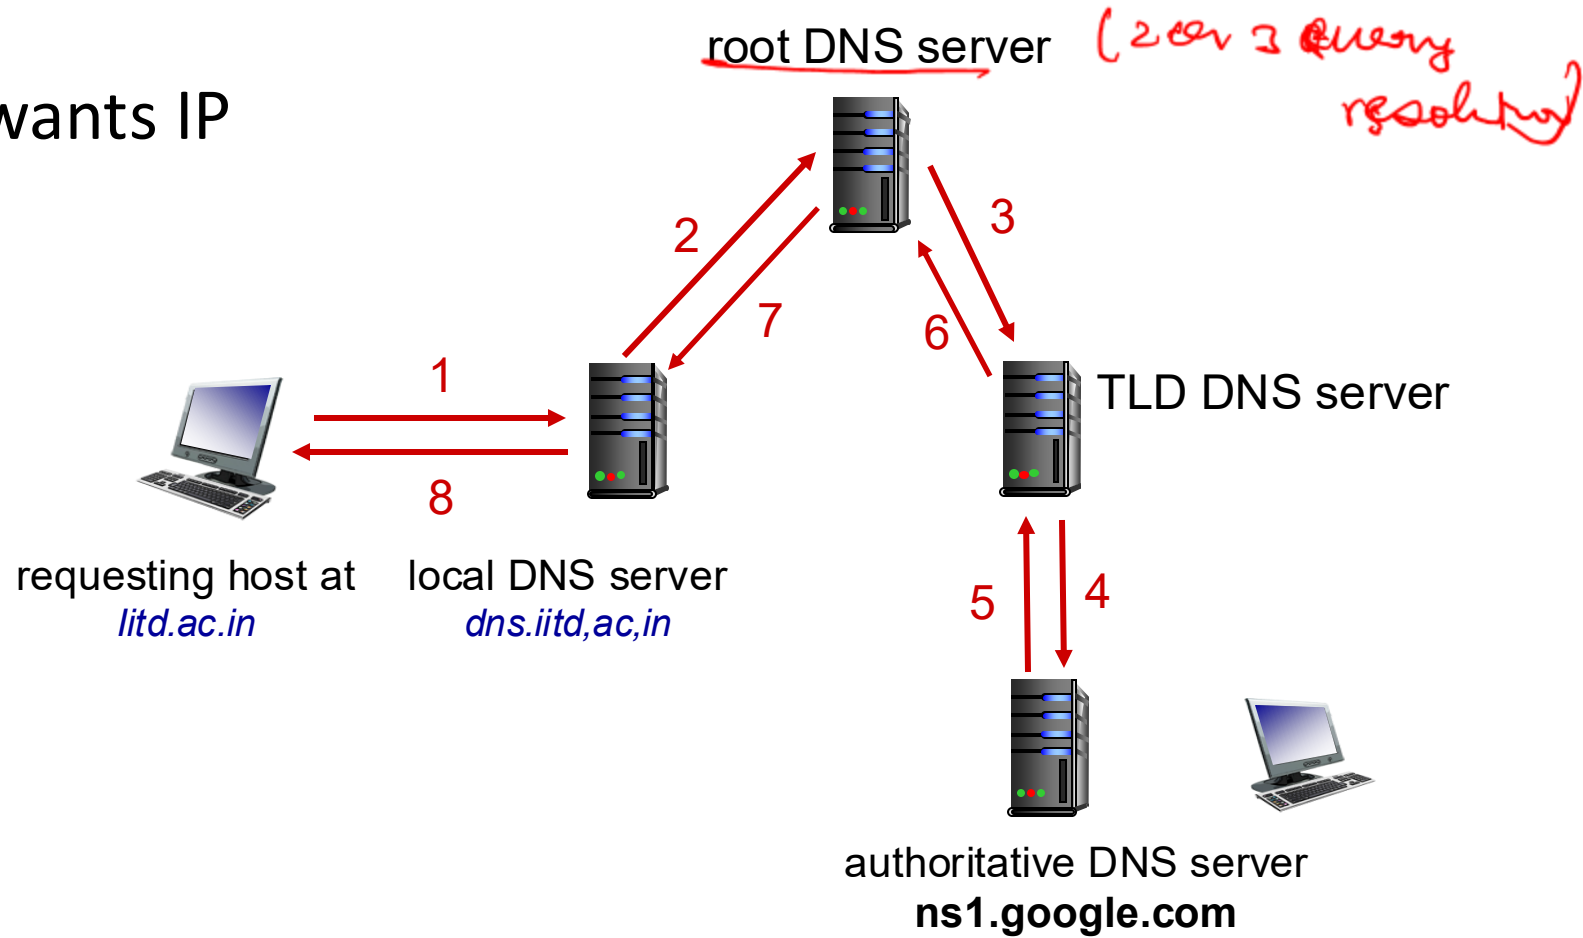 root DNS server
(2 or 3 query
resolution)
wants IP
2
3
7
6
1
TLD DNS server
8
requesting host at
local DNS server
Iitd.ac.in
dns.iitd,ac,in
5
4
authoritative DNS server
ns1.google.com